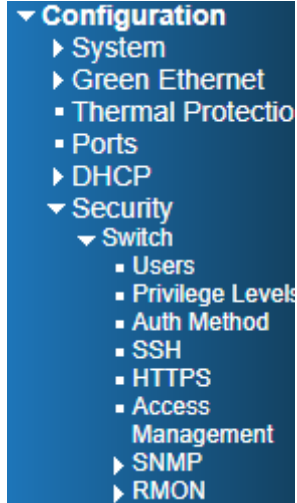 Configuration
System
Green Ethernet
Thermal Protectio
Ports
DHCP
Security
Switch
Users
Privilege Levels
Auth Method
SSH
HTTPS
Access
Management
SNMP
RMON